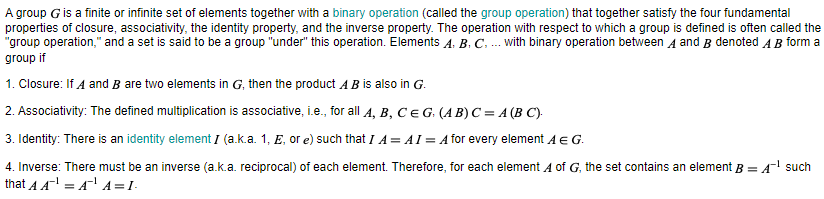 A group G is a finite or infinite set of elements together with a binary operation (called the group operation) that together satisfy the four fundamental
properties of closure, associativity, the identity property, and the inverse property. The operation with respect to which a group is defined is often called the
"group operation," and a set is said to be a group "under" this operation. Elements A, B, C, ... with binary operation between A and B denoted A B form a
group if
1. Closure: If A and B are two elements in G, then the product A B is also in G.
2. Associativity: The defined multiplication is associative, i.e., for all A, B, C ∈ G, (A B) C = A (B C).
3. Identity: There is an identity element I (a.k.a. 1, E, or e) such that I A = A I = A for every element A ∈ G.
4. Inverse: There must be an inverse (a.k.a. reciprocal) of each element. Therefore, for each element A of G, the set contains an element B = A⁻¹ such
that A A⁻¹ = A⁻¹ A = I.